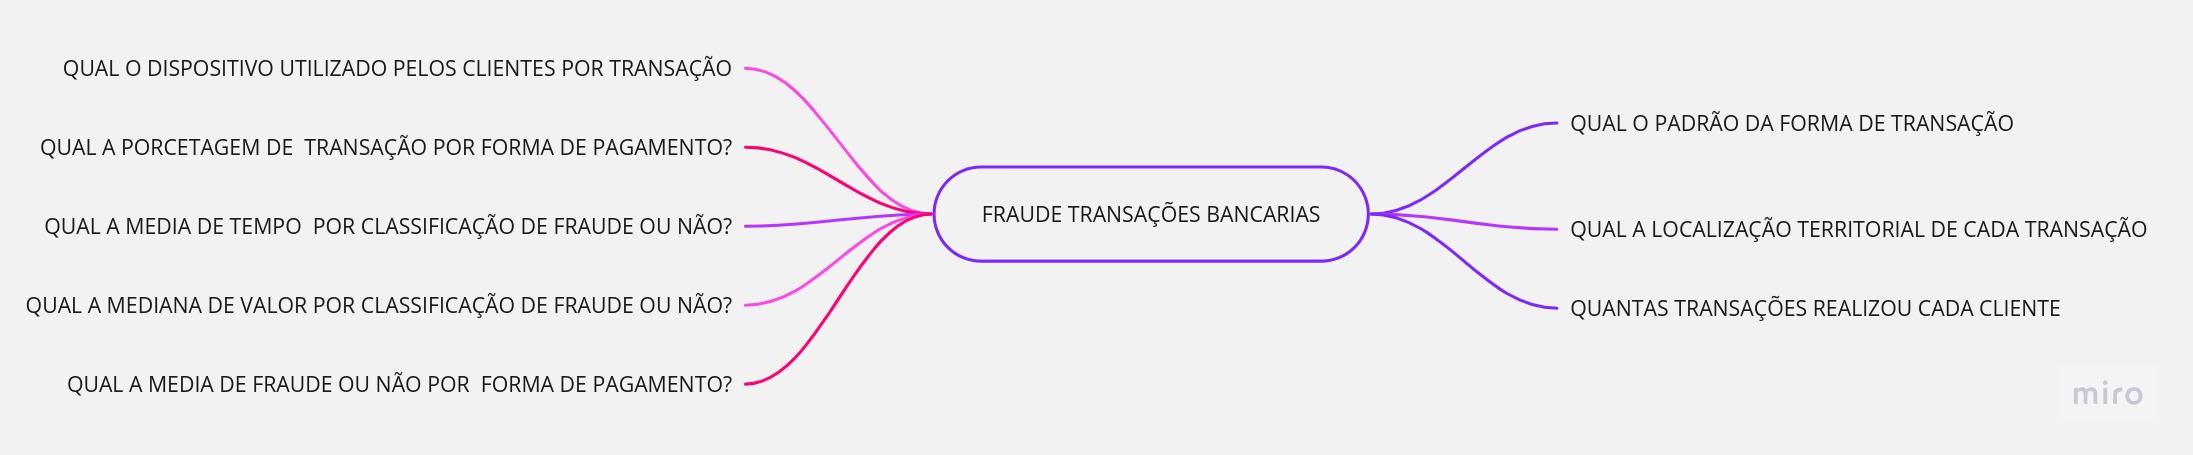 QUAL O DISPOSITIVO UTILIZADO PELOS CLIENTES POR TRANSAÇÃO
QUAL A PORCETAGEM DE  TRANSAÇÃO POR FORMA DE PAGAMENTO?
QUAL A MEDIA DE TEMPO  POR CLASSIFICAÇÃO DE FRAUDE OU NÃO?
QUAL A MEDIANA DE VALOR POR CLASSIFICAÇÃO DE FRAUDE OU NÃO?
QUAL A MEDIA DE FRAUDE OU NÃO POR  FORMA DE PAGAMENTO?
FRAUDE TRANSAÇÕES BANCARIAS
QUAL O PADRÃO DA FORMA DE TRANSAÇÃO
QUAL A LOCALIZAÇÃO TERRITORIAL DE CADA TRANSAÇÃO
QUANTAS TRANSAÇÕES REALIZOU CADA CLIENTE
miro